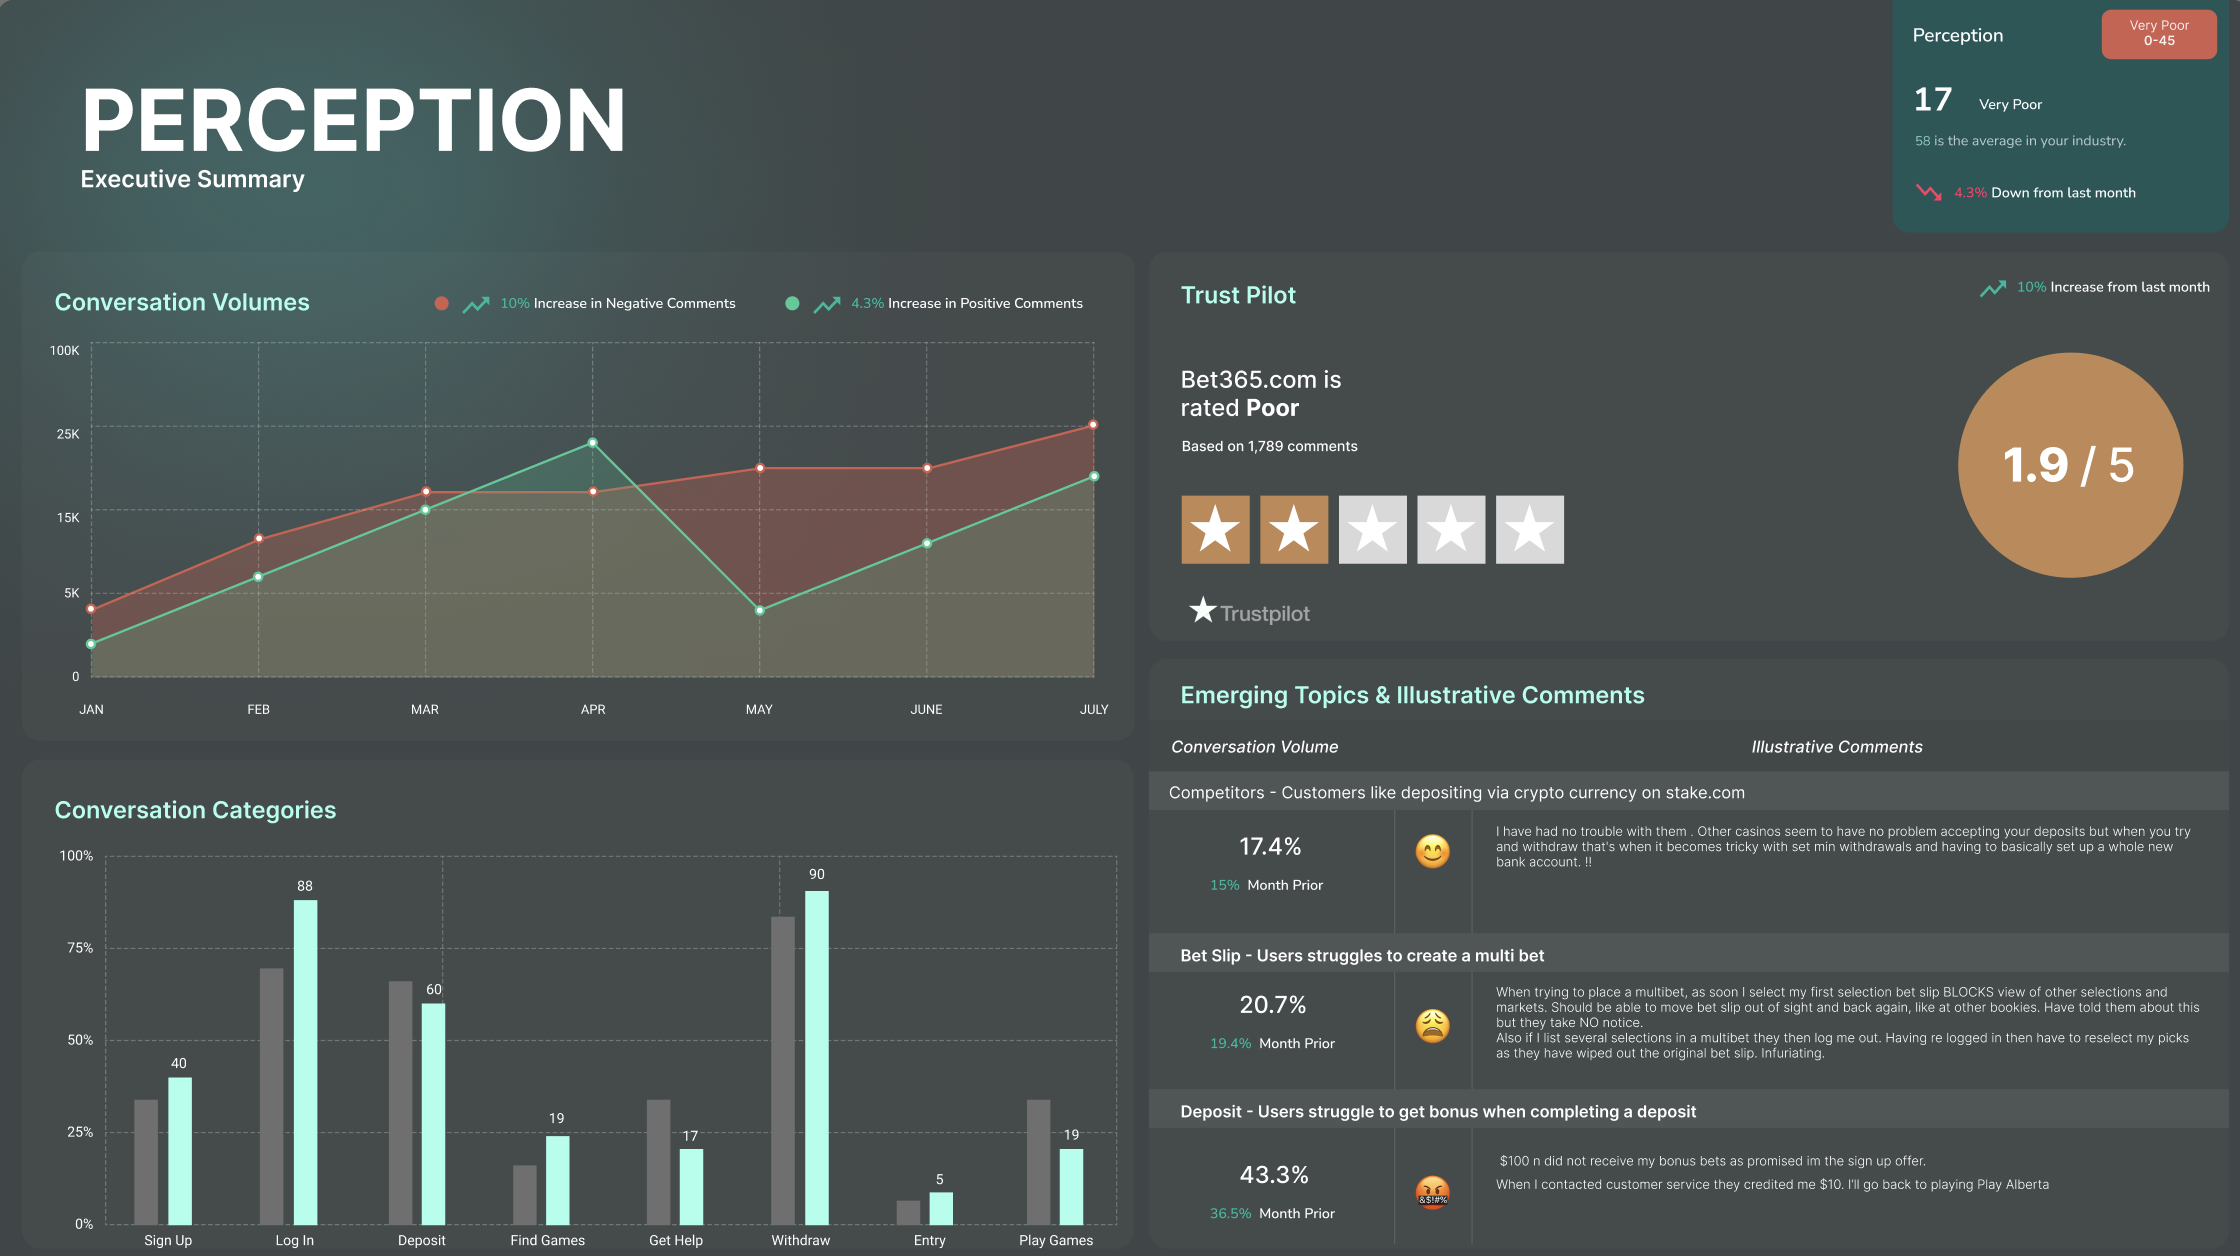 PERCEPTION
Executive Summary
Perception
Very Poor
0-45
17 Very Poor
58 is the average in your industry.
4.3% Down from last month
Conversation Volumes
10% Increase in Negative Comments
4.3% Increase in Positive Comments
100K
25K
15K
5K
0
JAN FEB MAR APR MAY JUNE JULY
Trust Pilot
10% Increase from last month
Bet365.com is
rated Poor
Based on 1,789 comments
1.9 / 5
Trustpilot
Conversation Categories
100%
75%
50%
25%
0%
40
88
60
19
17
90
5
19
Sign Up Log In Deposit Find Games Get Help Withdraw Entry Play Games
Emerging Topics & Illustrative Comments
Conversation Volume Illustrative Comments
Competitors - Customers like depositing via crypto currency on stake.com
17.4%
15% Month Prior
I have had no trouble with them . Other casinos seem to have no problem accepting your deposits but when you try
and withdraw that's when it becomes tricky with set min withdrawals and having to basically set up a whole new
bank account. !!
Bet Slip - Users struggles to create a multi bet
20.7%
19.4% Month Prior
When trying to place a multibet, as soon I select my first selection bet slip BLOCKS view of other selections and
markets. Should be able to move bet slip out of sight and back again, like at other bookies. Have told them about this
but they take NO notice.
Also if I list several selections in a multibet they then log me out. Having re logged in then have to reselect my picks
as they have wiped out the original bet slip. Infuriating.
Deposit - Users struggle to get bonus when completing a deposit
43.3%
36.5% Month Prior
&$!#%
$100 n did not receive my bonus bets as promised im the sign up offer.
When I contacted customer service they credited me $10. I'll go back to playing Play Alberta